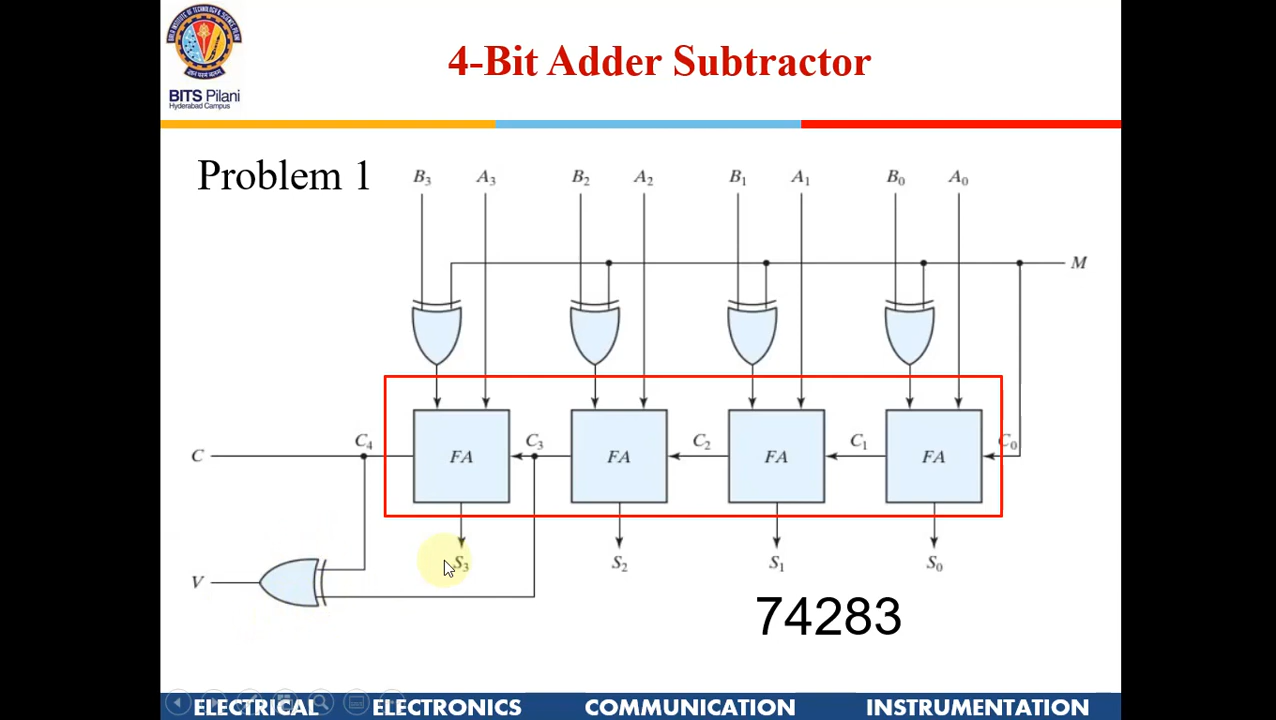 4-Bit Adder Subtractor
BITS Pilani
Hyderabad Campus
Problem 1
B3 A3 B2 A2 B1 A1 B0 A0
M
C C4 FA C3 FA C2 FA C1 FA C0
V S3 S2 S1 S0
74283
ELECTRICAL ELECTRONICS COMMUNICATION INSTRUMENTATION